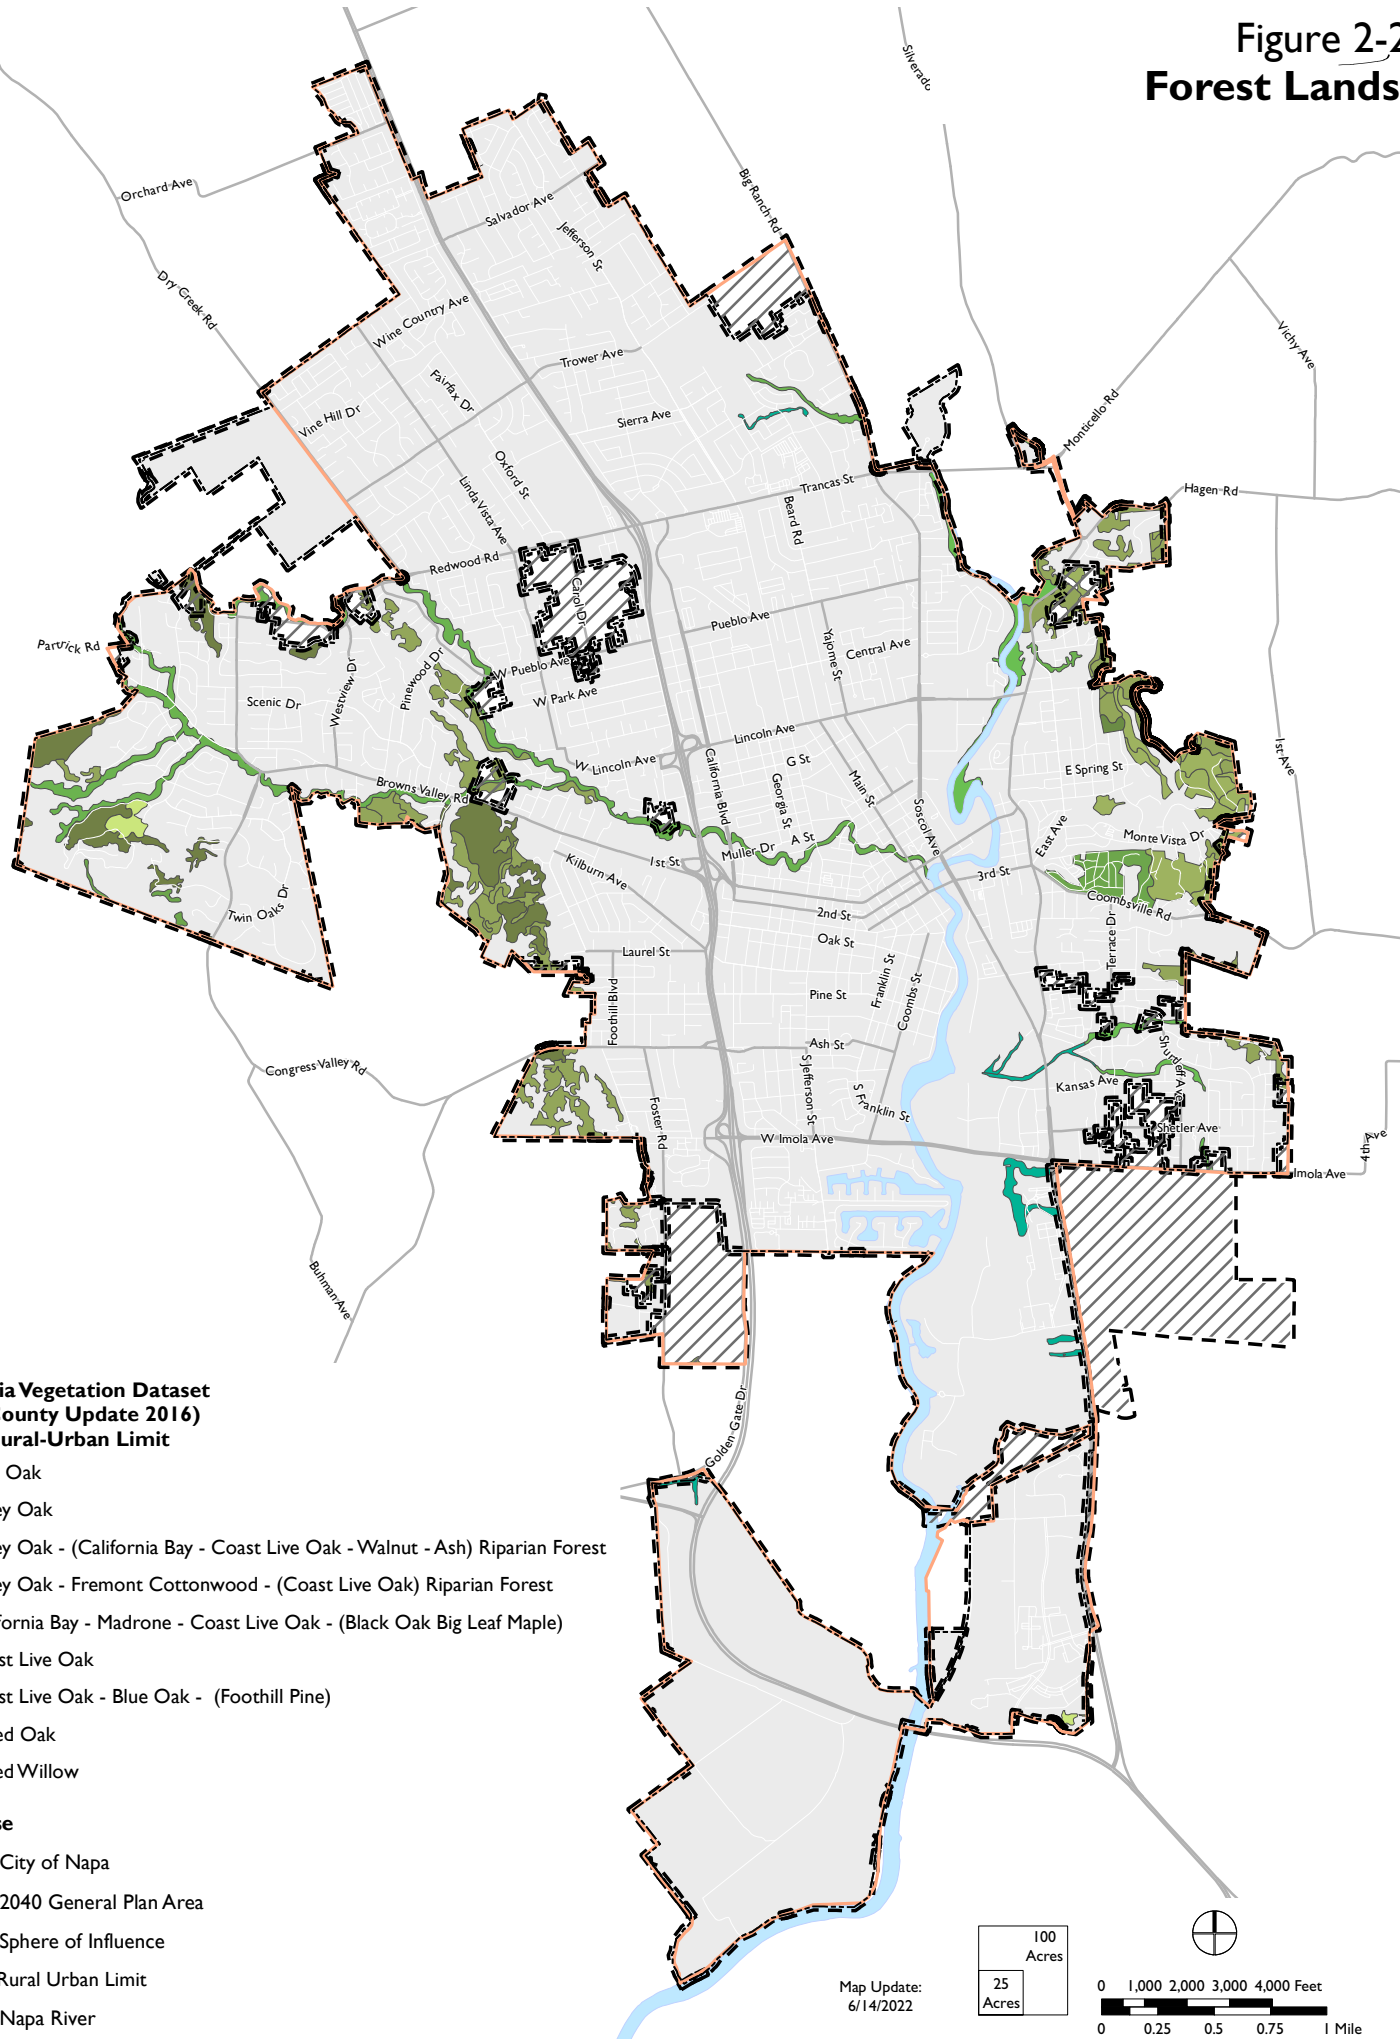 Figure 2-2
Forest Lands
Silverado
Big Ranch Rd
Orchard Ave
Salvador Ave
Jefferson St
Dry Creek Rd
Wine Country Ave
Vichy Ave
Trower Ave
Fairfax Dr
Vine Hill Dr
Sierra Ave
Monticello Rd
Oxford St
Linda Vista Ave
Trancas St
Beard Rd
Hagen Rd
Redwood Rd
Carol Dr
Pueblo Ave
Yajome St
Central Ave
Partrick Rd
W Pueblo Ave
Pinewood Dr
Westview Dr
W Park Ave
Scenic Dr
Lincoln Ave
1st Ave
W Lincoln Ave
California Blvd
G St
Georgia St
Main St
E Spring St
Browns Valley Rd
Soscol Ave
East Ave
Monte Vista Dr
A St
Muller Dr
1st St
Kilburn Ave
3rd St
Coombsville Rd
Twin Oaks Dr
2nd St
Terrace Dr
Oak St
Laurel St
Franklin St
Coombs St
Pine St
Foothill Blvd
Ash St
Shurtleff Ave
Congress Valley Rd
S Jefferson St
Kansas Ave
S Franklin St
Foster Rd
Shetler Ave
W Imola Ave
4th Ave
Imola Ave
Buhman Ave
Golden Gate Dr
ia Vegetation Dataset
ounty Update 2016)
ural-Urban Limit
Oak
ey Oak
ey Oak - (California Bay - Coast Live Oak - Walnut - Ash) Riparian Forest
ey Oak - Fremont Cottonwood - (Coast Live Oak) Riparian Forest
fornia Bay - Madrone - Coast Live Oak - (Black Oak Big Leaf Maple)
st Live Oak
st Live Oak - Blue Oak - (Foothill Pine)
ed Oak
ed Willow
se
City of Napa
2040 General Plan Area
Sphere of Influence
Rural Urban Limit
Napa River
Map Update:
6/14/2022
100
Acres
25
Acres
0 1,000 2,000 3,000 4,000 Feet
0 0.25 0.5 0.75 1 Mile